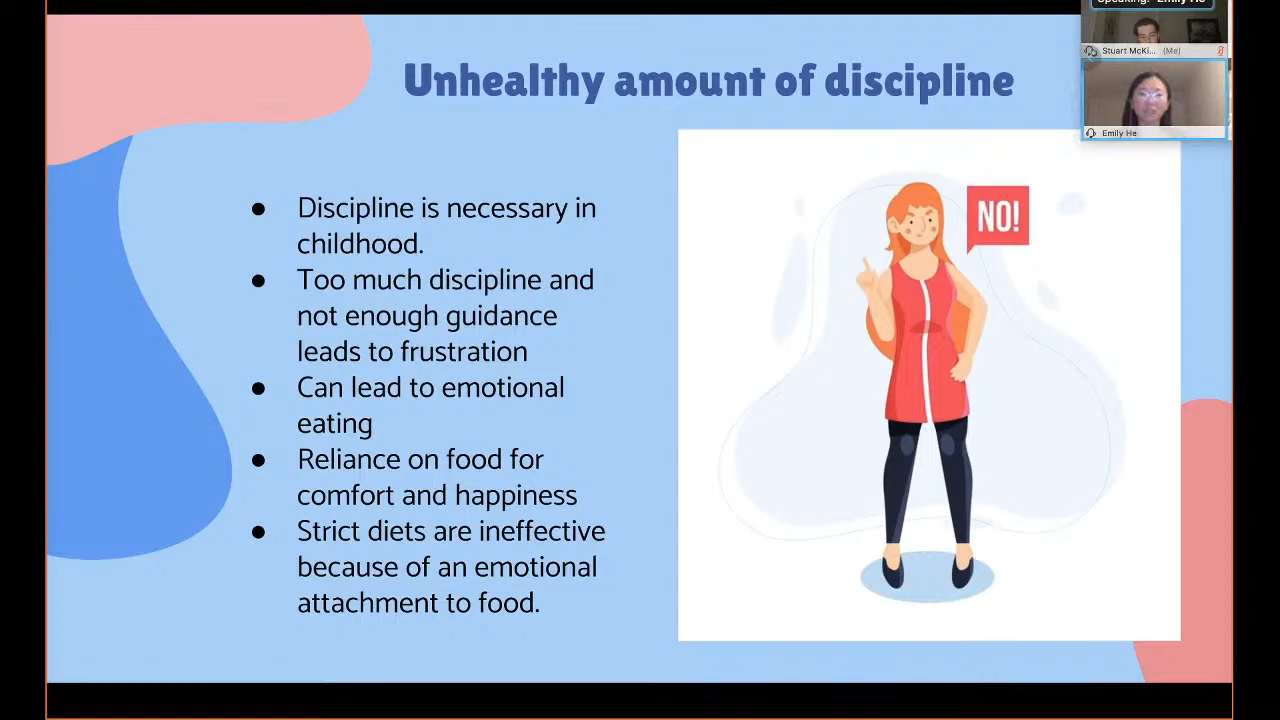 Speaking: Emily He
Stuart McKi... (Me)
Emily He
Unhealthy amount of discipline
● Discipline is necessary in
childhood.
● Too much discipline and
not enough guidance
leads to frustration
● Can lead to emotional
eating
● Reliance on food for
comfort and happiness
● Strict diets are ineffective
because of an emotional
attachment to food.
NO!